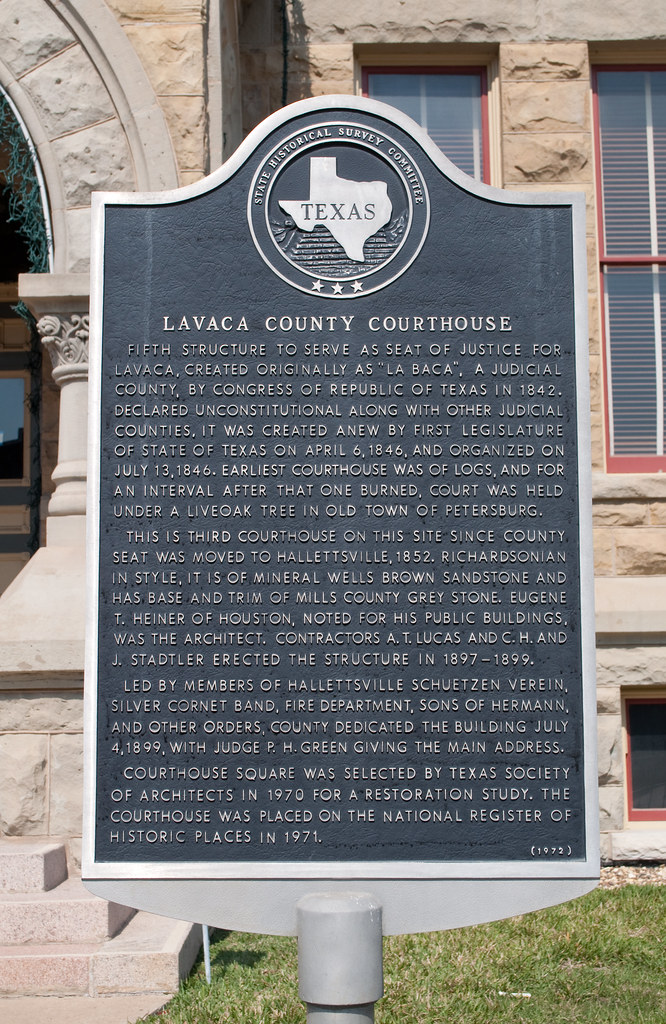 STATE HISTORICAL SURVEY COMMITTEE
TEXAS
LAVACA COUNTY COURTHOUSE
FIFTH STRUCTURE TO SERVE AS SEAT OF JUSTICE FOR
LAVACA, CREATED ORIGINALLY AS "LA BACA", A JUDICIAL
COUNTY, BY CONGRESS OF REPUBLIC OF TEXAS IN 1842.
DECLARED UNCONSTITUTIONAL ALONG WITH OTHER JUDICIAL
COUNTIES, IT WAS CREATED ANEW BY FIRST LEGISLATURE
OF STATE OF TEXAS ON APRIL 6, 1846, AND ORGANIZED ON
JULY 13, 1846. EARLIEST COURTHOUSE WAS OF LOGS, AND FOR
AN INTERVAL AFTER THAT ONE BURNED, COURT WAS HELD
UNDER A LIVEOAK TREE IN OLD TOWN OF PETERSBURG.
THIS IS THIRD COURTHOUSE ON THIS SITE SINCE COUNTY
SEAT WAS MOVED TO HALLETTSVILLE, 1852. RICHARDSONIAN
IN STYLE, IT IS OF MINERAL WELLS BROWN SANDSTONE AND
HAS BASE AND TRIM OF MILLS COUNTY GREY STONE. EUGENE
T. HEINER OF HOUSTON, NOTED FOR HIS PUBLIC BUILDINGS,
WAS THE ARCHITECT. CONTRACTORS A. T. LUCAS AND C. H. AND
J. STADTLER ERECTED THE STRUCTURE IN 1897-1899.
LED BY MEMBERS OF HALLETTSVILLE SCHUETZEN VEREIN,
SILVER CORNET BAND, FIRE DEPARTMENT, SONS OF HERMANN,
AND OTHER ORDERS, COUNTY DEDICATED THE BUILDING JULY
4, 1899, WITH JUDGE P. H. GREEN GIVING THE MAIN ADDRESS.
COURTHOUSE SQUARE WAS SELECTED BY TEXAS SOCIETY
OF ARCHITECTS IN 1970 FOR A RESTORATION STUDY. THE
COURTHOUSE WAS PLACED ON THE NATIONAL REGISTER OF
HISTORIC PLACES IN 1971.
(1972)